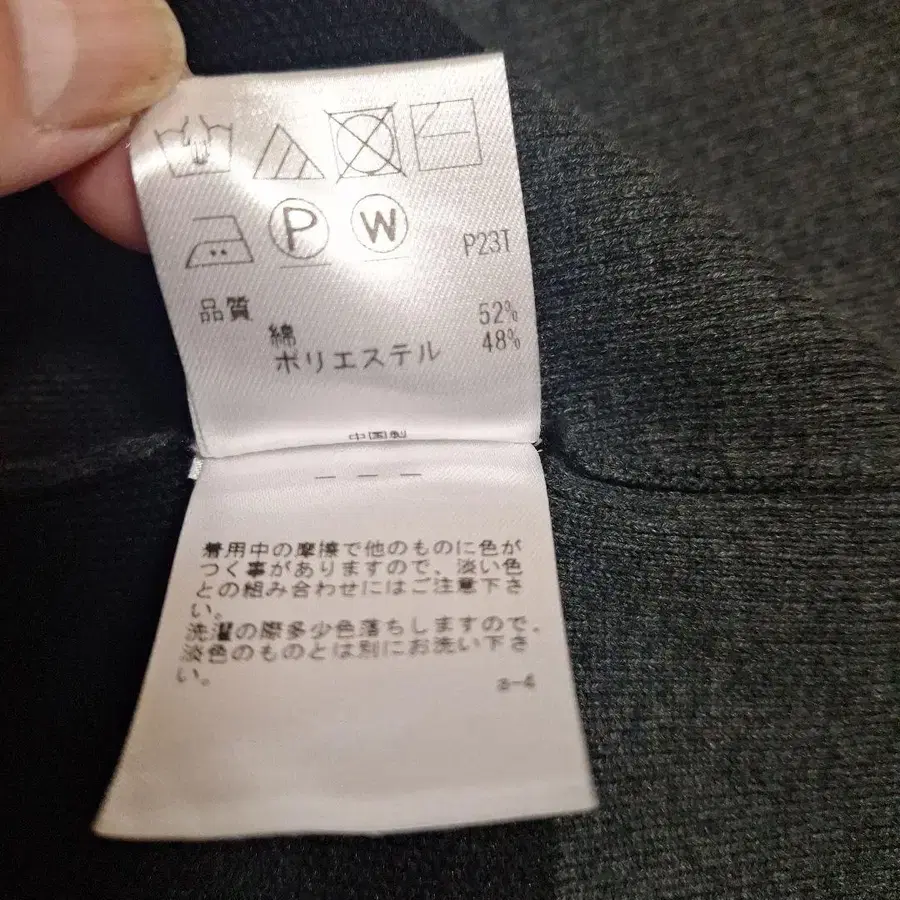 P W
P23T
品質
綿 52%
ポリエステル 48%
中国製
着用中の摩擦で他のものに色が
つく事がありますので、淡い色
との組み合わせにはご注意下さ
い。
洗濯の際多少色落ちしますので、
淡色のものとは別にお洗い下さ
い。
a-4